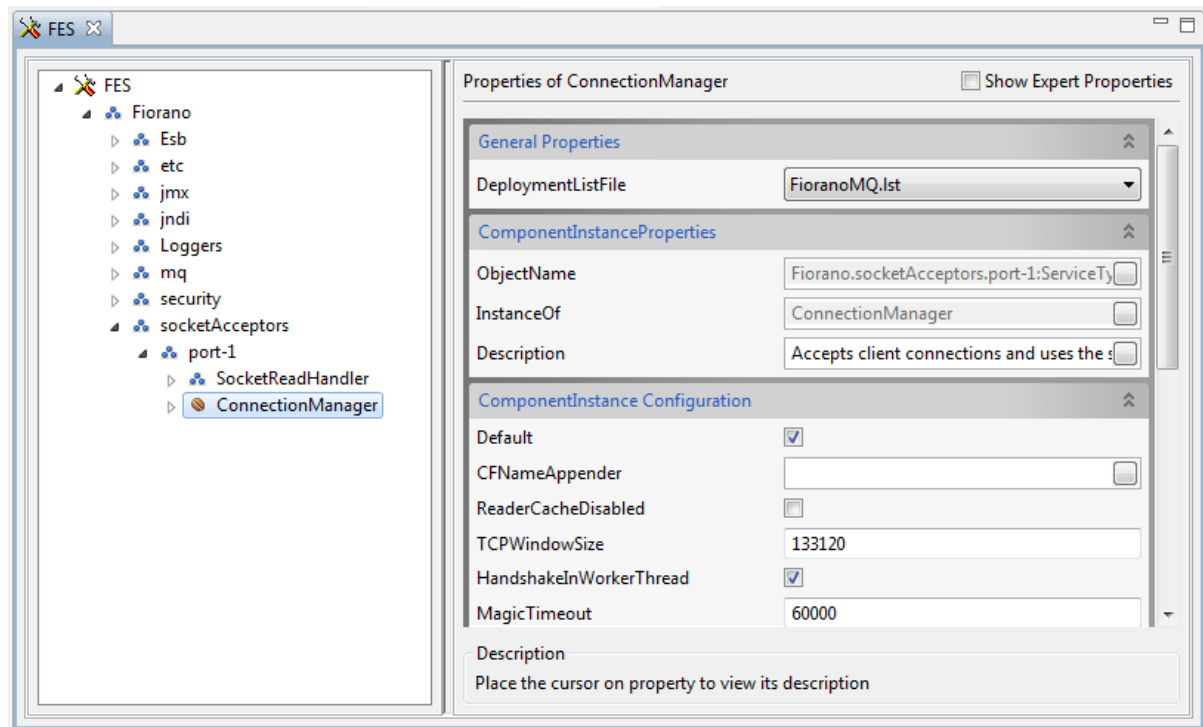 FES
FES
Fiorano
Esb
etc
jmx
jndi
Loggers
mq
security
socketAcceptors
port-1
SocketReadHandler
ConnectionManager
Properties of ConnectionManager
Show Expert Propoerties
General Properties
DeploymentListFile
FioranoMQ.lst
ComponentInstanceProperties
ObjectName
Fiorano.socketAcceptors.port-1:ServiceTy
InstanceOf
ConnectionManager
Description
Accepts client connections and uses the s
ComponentInstance Configuration
Default
CFNameAppender
ReaderCacheDisabled
TCPWindowSize
133120
HandshakeInWorkerThread
MagicTimeout
60000
Description
Place the cursor on property to view its description